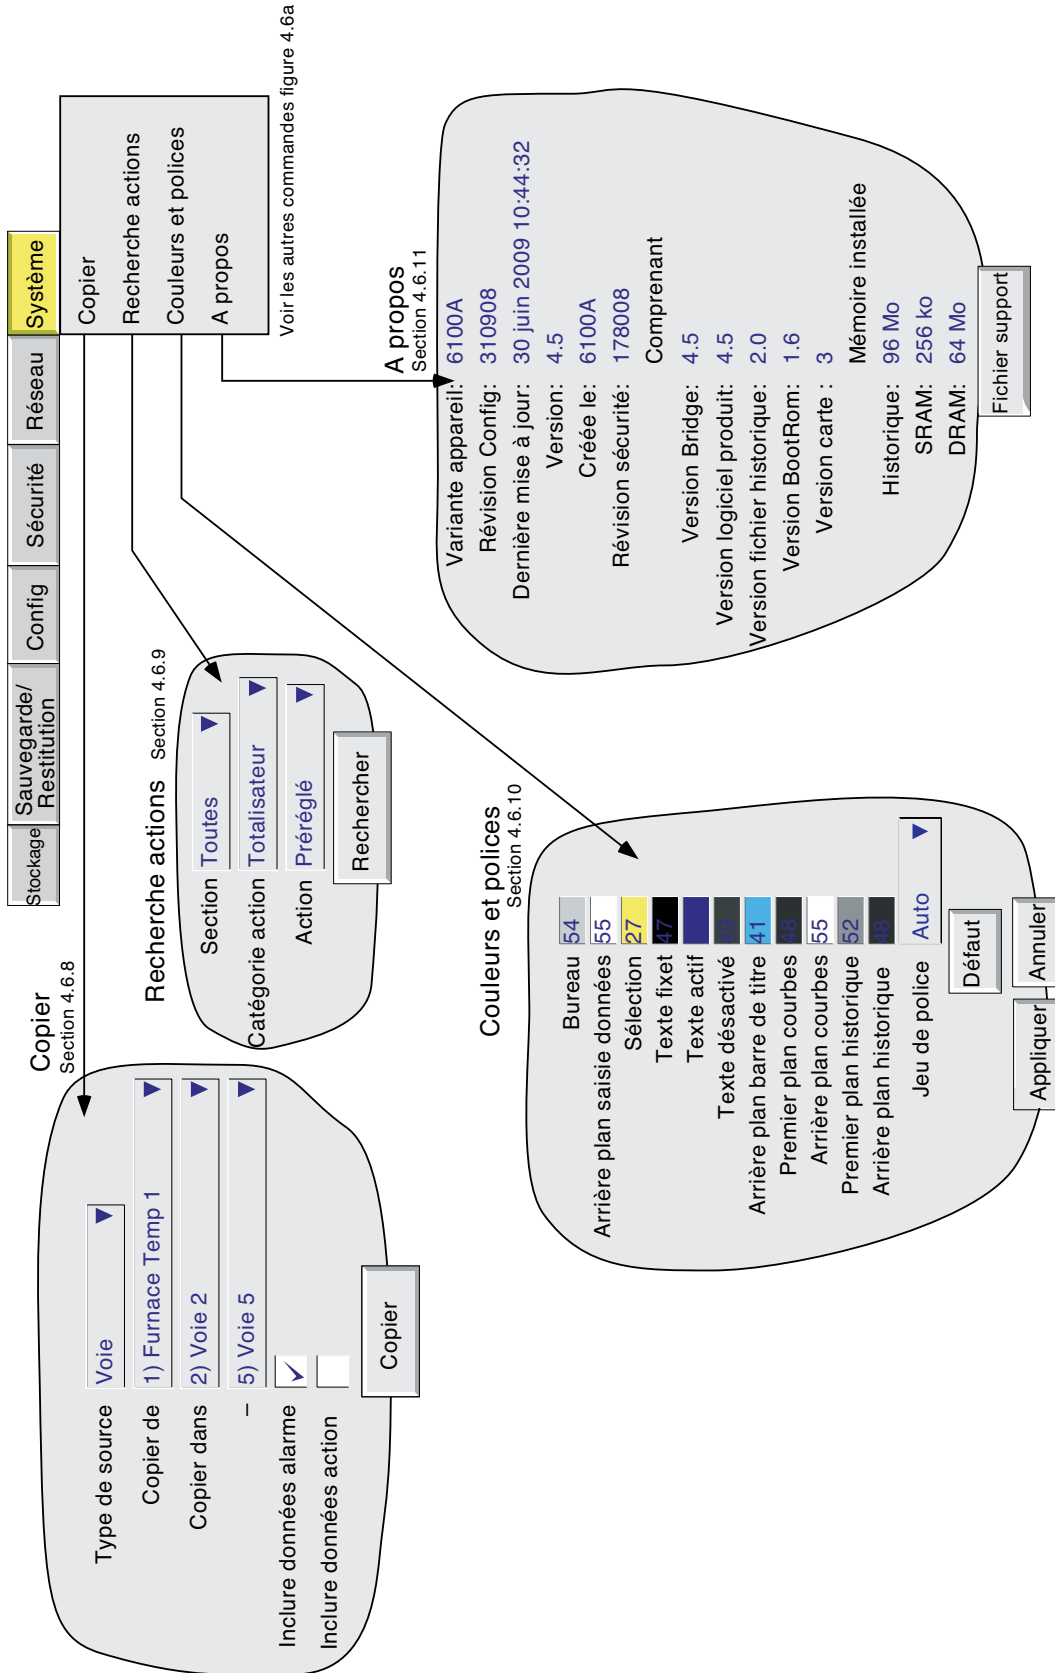 Stockage
Sauvegarde/
Restitution
Config
Sécurité
Réseau
Système
Copier
Recherche actions
Couleurs et polices
A propos
Voir les autres commandes figure 4.6a
Copier
Section 4.6.8
Type de source Voie
Copier de 1) Furnace Temp 1
Copier dans 2) Voie 2
– 5) Voie 5
Inclure données alarme
Inclure données action
Copier
Recherche actions Section 4.6.9
Section Toutes
Catégorie action Totalisateur
Action Préréglé
Rechercher
Couleurs et polices
Section 4.6.10
Bureau 54
Arrière plan saisie données 55
Sélection 27
Texte fixet 47
Texte actif
Texte désactivé 49
Arrière plan barre de titre 41
Premier plan courbes 48
Arrière plan courbes 55
Premier plan historique 52
Arrière plan historique 48
Jeu de police Auto
Défaut
Appliquer Annuler
A propos
Section 4.6.11
Variante appareil: 6100A
Révision Config: 310908
Dernière mise à jour: 30 juin 2009 10:44:32
Version: 4.5
Créée le: 6100A
Révision sécurité: 178008
Comprenant
Version Bridge: 4.5
Version logiciel produit: 4.5
Version fichier historique: 2.0
Version BootRom: 1.6
Version carte : 3
Mémoire installée
Historique: 96 Mo
SRAM: 256 ko
DRAM: 64 Mo
Fichier support